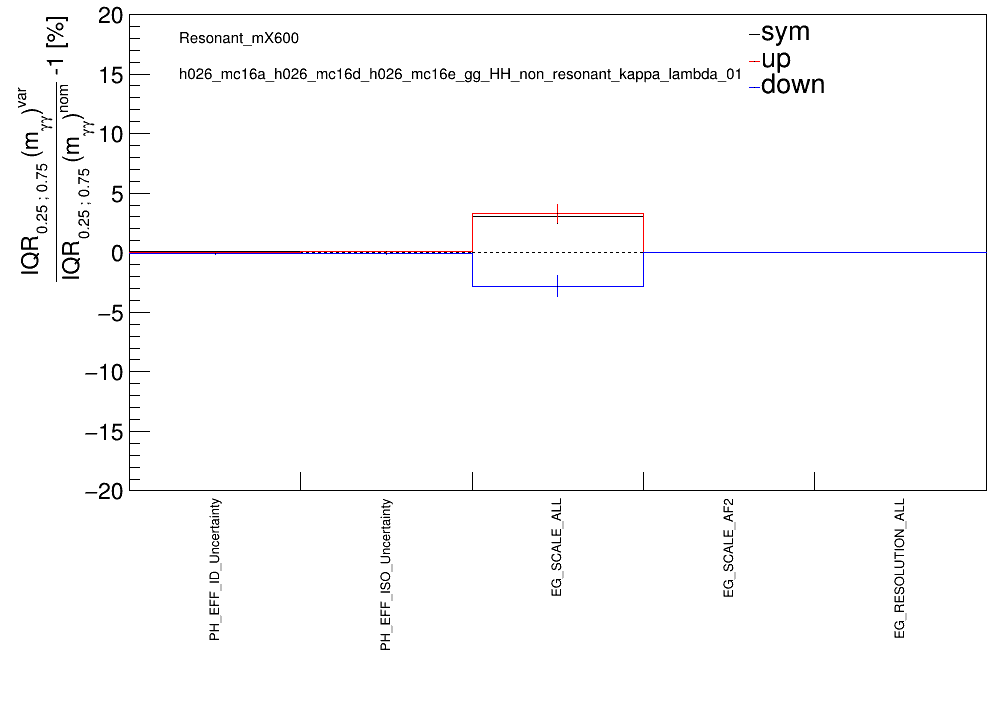 IQR0.25 ; 0.75 (mγγ)var
IQR0.25 ; 0.75 (mγγ)nom -1 [%]
20
15
10
5
0
−5
−10
−15
−20
Resonant_mX600
h026_mc16a_h026_mc16d_h026_mc16e_gg_HH_non_resonant_kappa_lambda_01
sym
up
down
PH_EFF_ID_Uncertainty
PH_EFF_ISO_Uncertainty
EG_SCALE_ALL
EG_SCALE_AF2
EG_RESOLUTION_ALL